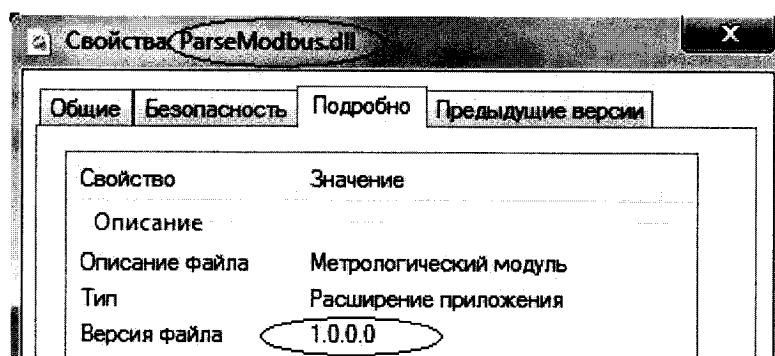 Свойства: ParseModbus.dll
X
Общие Безопасность Подробно Предыдущие версии
Свойство Значение
Описание
Описание файла Метрологический модуль
Тип Расширение приложения
Версия файла 1.0.0.0